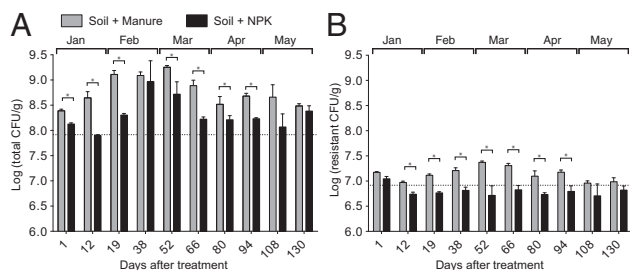 A
Soil + Manure Soil + NPK
Jan Feb Mar Apr May
Log (total CFU/g)
9.5
9.0
8.5
8.0
7.5
7.0
6.5
6.0
* * * * * * *
1 12 19 38 52 66 80 94 108 130
Days after treatment
B
Jan Feb Mar Apr May
Log (resistant CFU/g)
9.5
9.0
8.5
8.0
7.5
7.0
6.5
6.0
* * * * * * *
1 12 19 38 52 66 80 94 108 130
Days after treatment